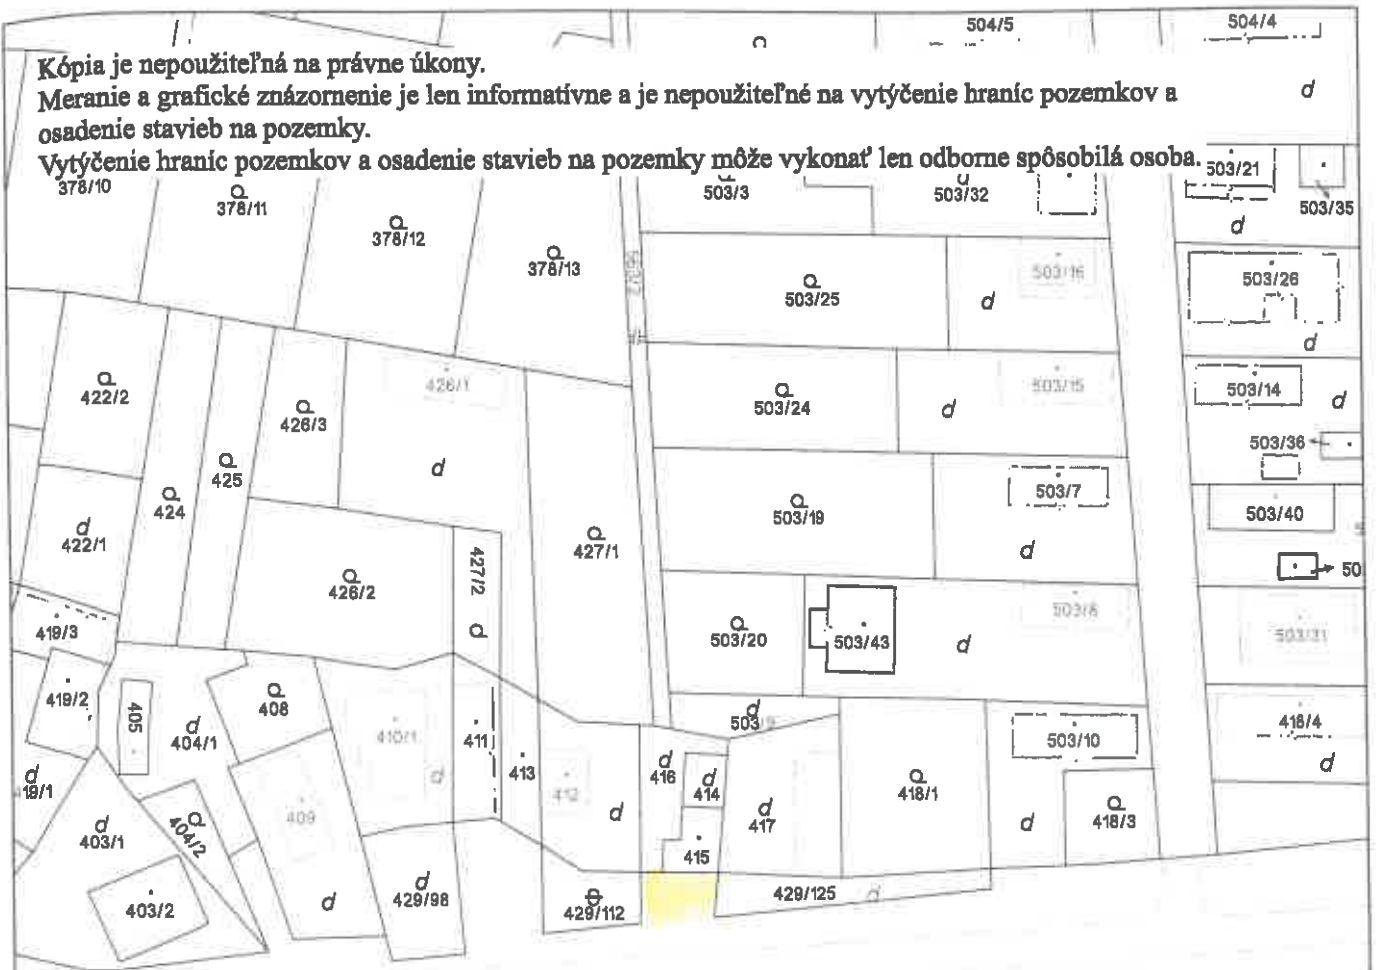 504/5
504/4
Kópia je nepoužiteľná na právne úkony.
Meranie a grafické znázornenie je len informatívne a je nepoužiteľné na vytýčenie hraníc pozemkov a
osadenie stavieb na pozemky.
Vytýčenie hraníc pozemkov a osadenie stavieb na pozemky môže vykonať len odborne spôsobilá osoba.
d
378/10
378/11
378/12
378/13
503/3
503/32
503/21
503/35
d
503/25
d
503/16
503/26
d
422/2
426/3
426/1
503/24
d
503/15
503/14
d
503/36
424
425
d
503/19
503/7
d
503/40
d
422/1
426/2
427/2
427/1
50
419/3
503/20
503/43
d
503/8
503/31
419/2
405
d
404/1
408
410/1
d
411
413
412
d
d
416
d
414
415
d
503/9
d
417
418/1
503/10
d
418/3
418/4
d
d
19/1
d
403/1
404/2
403/2
409
d
d
429/98
429/112
429/125
d